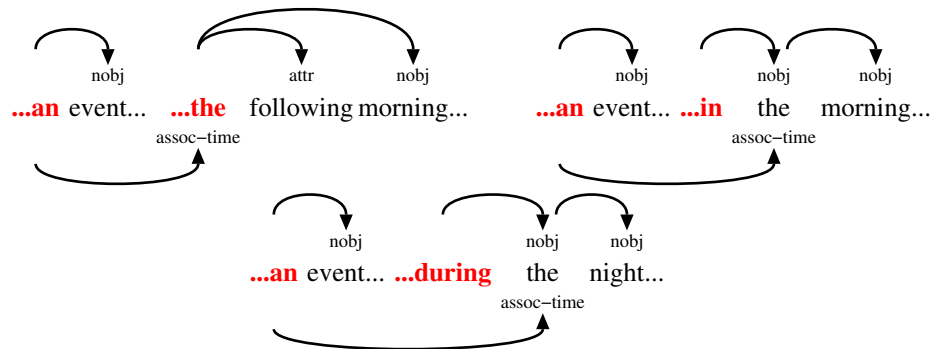 nobj attr nobj
...an event... ...the following morning...
assoc−time
nobj nobj nobj
...an event... ...in the morning...
assoc−time
nobj nobj nobj
...an event... ...during the night...
assoc−time